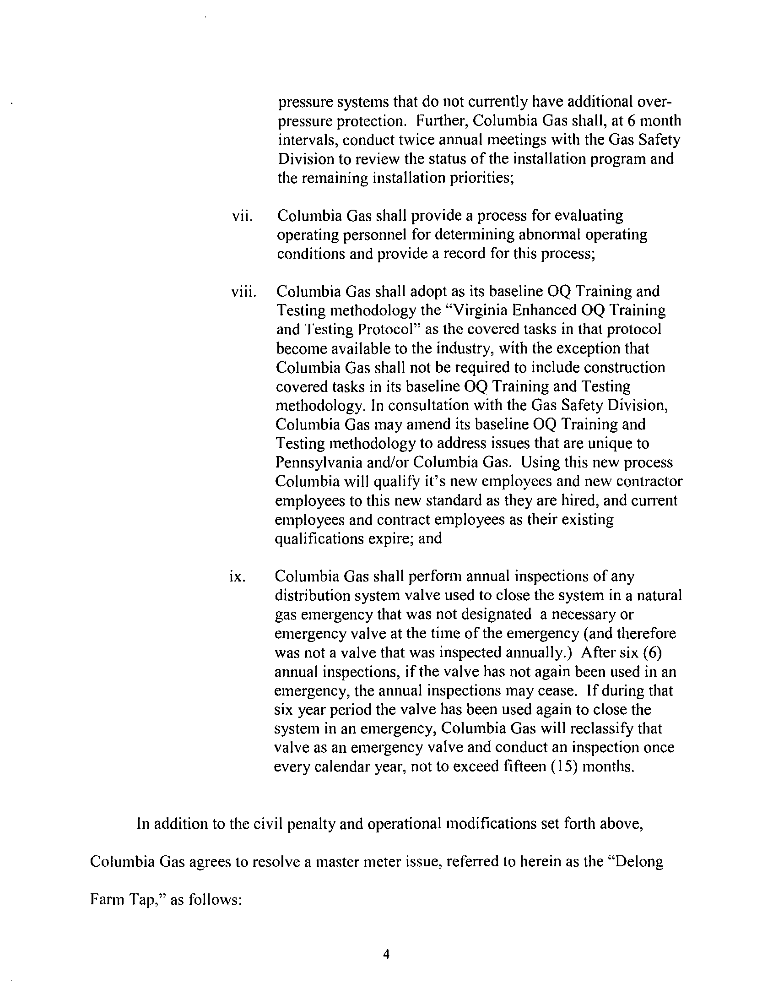 pressure systems that do not currently have additional over-
pressure protection. Further, Columbia Gas shall, at 6 month
intervals, conduct twice annual meetings with the Gas Safety
Division to review the status of the installation program and
the remaining installation priorities;
vii. Columbia Gas shall provide a process for evaluating
operating personnel for determining abnormal operating
conditions and provide a record for this process;
viii. Columbia Gas shall adopt as its baseline OQ Training and
Testing methodology the “Virginia Enhanced OQ Training
and Testing Protocol” as the covered tasks in that protocol
become available to the industry, with the exception that
Columbia Gas shall not be required to include construction
covered tasks in its baseline OQ Training and Testing
methodology. In consultation with the Gas Safety Division,
Columbia Gas may amend its baseline OQ Training and
Testing methodology to address issues that are unique to
Pennsylvania and/or Columbia Gas. Using this new process
Columbia will qualify it’s new employees and new contractor
employees to this new standard as they are hired, and current
employees and contract employees as their existing
qualifications expire; and
ix. Columbia Gas shall perform annual inspections of any
distribution system valve used to close the system in a natural
gas emergency that was not designated a necessary or
emergency valve at the time of the emergency (and therefore
was not a valve that was inspected annually.) After six (6)
annual inspections, if the valve has not again been used in an
emergency, the annual inspections may cease. If during that
six year period the valve has been used again to close the
system in an emergency, Columbia Gas will reclassify that
valve as an emergency valve and conduct an inspection once
every calendar year, not to exceed fifteen (15) months.
In addition to the civil penalty and operational modifications set forth above,
Columbia Gas agrees to resolve a master meter issue, referred to herein as the “Delong
Farm Tap,” as follows:
4